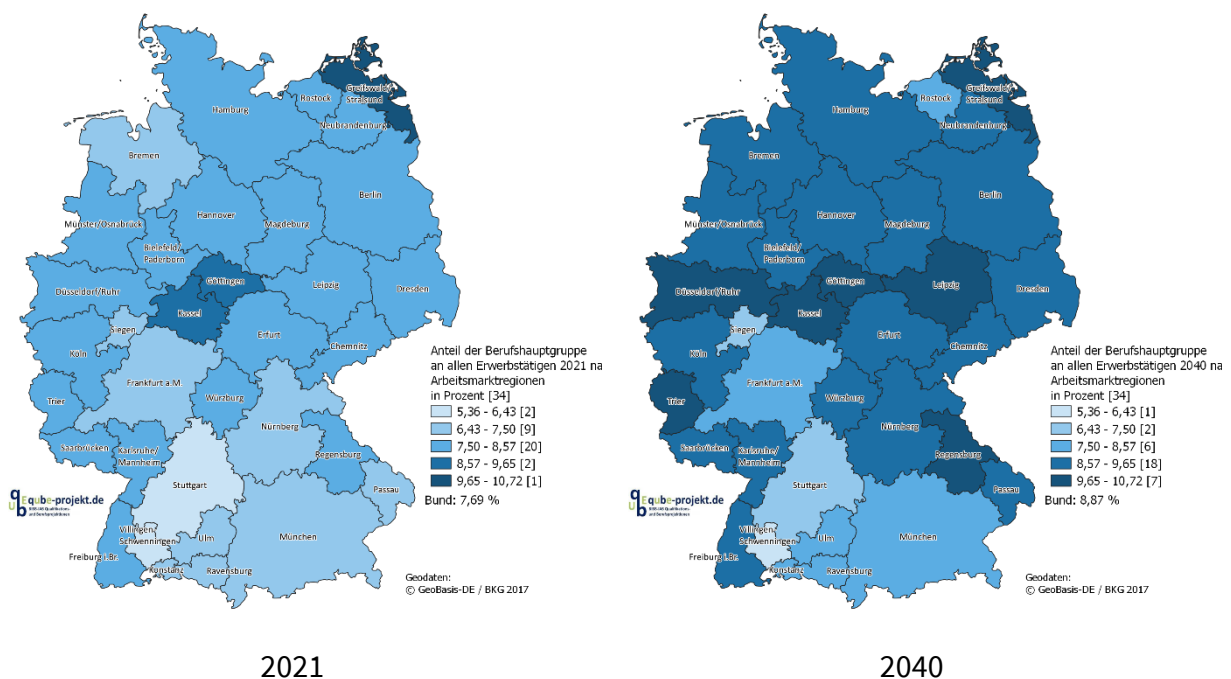 Hamburg
Rostock
Greifswald/
Stralsund
Neubrandenburg
Bremen
Berlin
Münster/Osnabrück
Hannover
Magdeburg
Bielefeld/
Paderborn
Göttingen
Düsseldorf/Ruhr
Leipzig
Dresden
Kassel
Siegen
Köln
Erfurt
Chemnitz
Frankfurt a.M.
Trier
Würzburg
Nürnberg
Saarbrücken
Karlsruhe/
Mannheim
Regensburg
Stuttgart
Passau
Villingen-
Schwenningen
Ulm
München
Freiburg i.Br.
Konstanz
Ravensburg
Anteil der Berufshauptgruppe
an allen Erwerbstätigen 2021 na
Arbeitsmarktregionen
in Prozent [34]
5,36 - 6,43 [2]
6,43 - 7,50 [9]
7,50 - 8,57 [20]
8,57 - 9,65 [2]
9,65 - 10,72 [1]
Bund: 7,69 %
qube-projekt.de
Geodaten:
© GeoBasis-DE / BKG 2017
2021
Hamburg
Rostock
Greifswald/
Stralsund
Neubrandenburg
Bremen
Berlin
Münster/Osnabrück
Hannover
Magdeburg
Bielefeld/
Paderborn
Göttingen
Düsseldorf/Ruhr
Leipzig
Dresden
Kassel
Siegen
Köln
Erfurt
Chemnitz
Frankfurt a.M.
Trier
Würzburg
Nürnberg
Saarbrücken
Karlsruhe/
Mannheim
Regensburg
Stuttgart
Passau
Villingen-
Schwenningen
Ulm
München
Freiburg i.Br.
Konstanz
Ravensburg
Anteil der Berufshauptgruppe
an allen Erwerbstätigen 2040 na
Arbeitsmarktregionen
in Prozent [34]
5,36 - 6,43 [1]
6,43 - 7,50 [2]
7,50 - 8,57 [6]
8,57 - 9,65 [18]
9,65 - 10,72 [7]
Bund: 8,87 %
qube-projekt.de
Geodaten:
© GeoBasis-DE / BKG 2017
2040